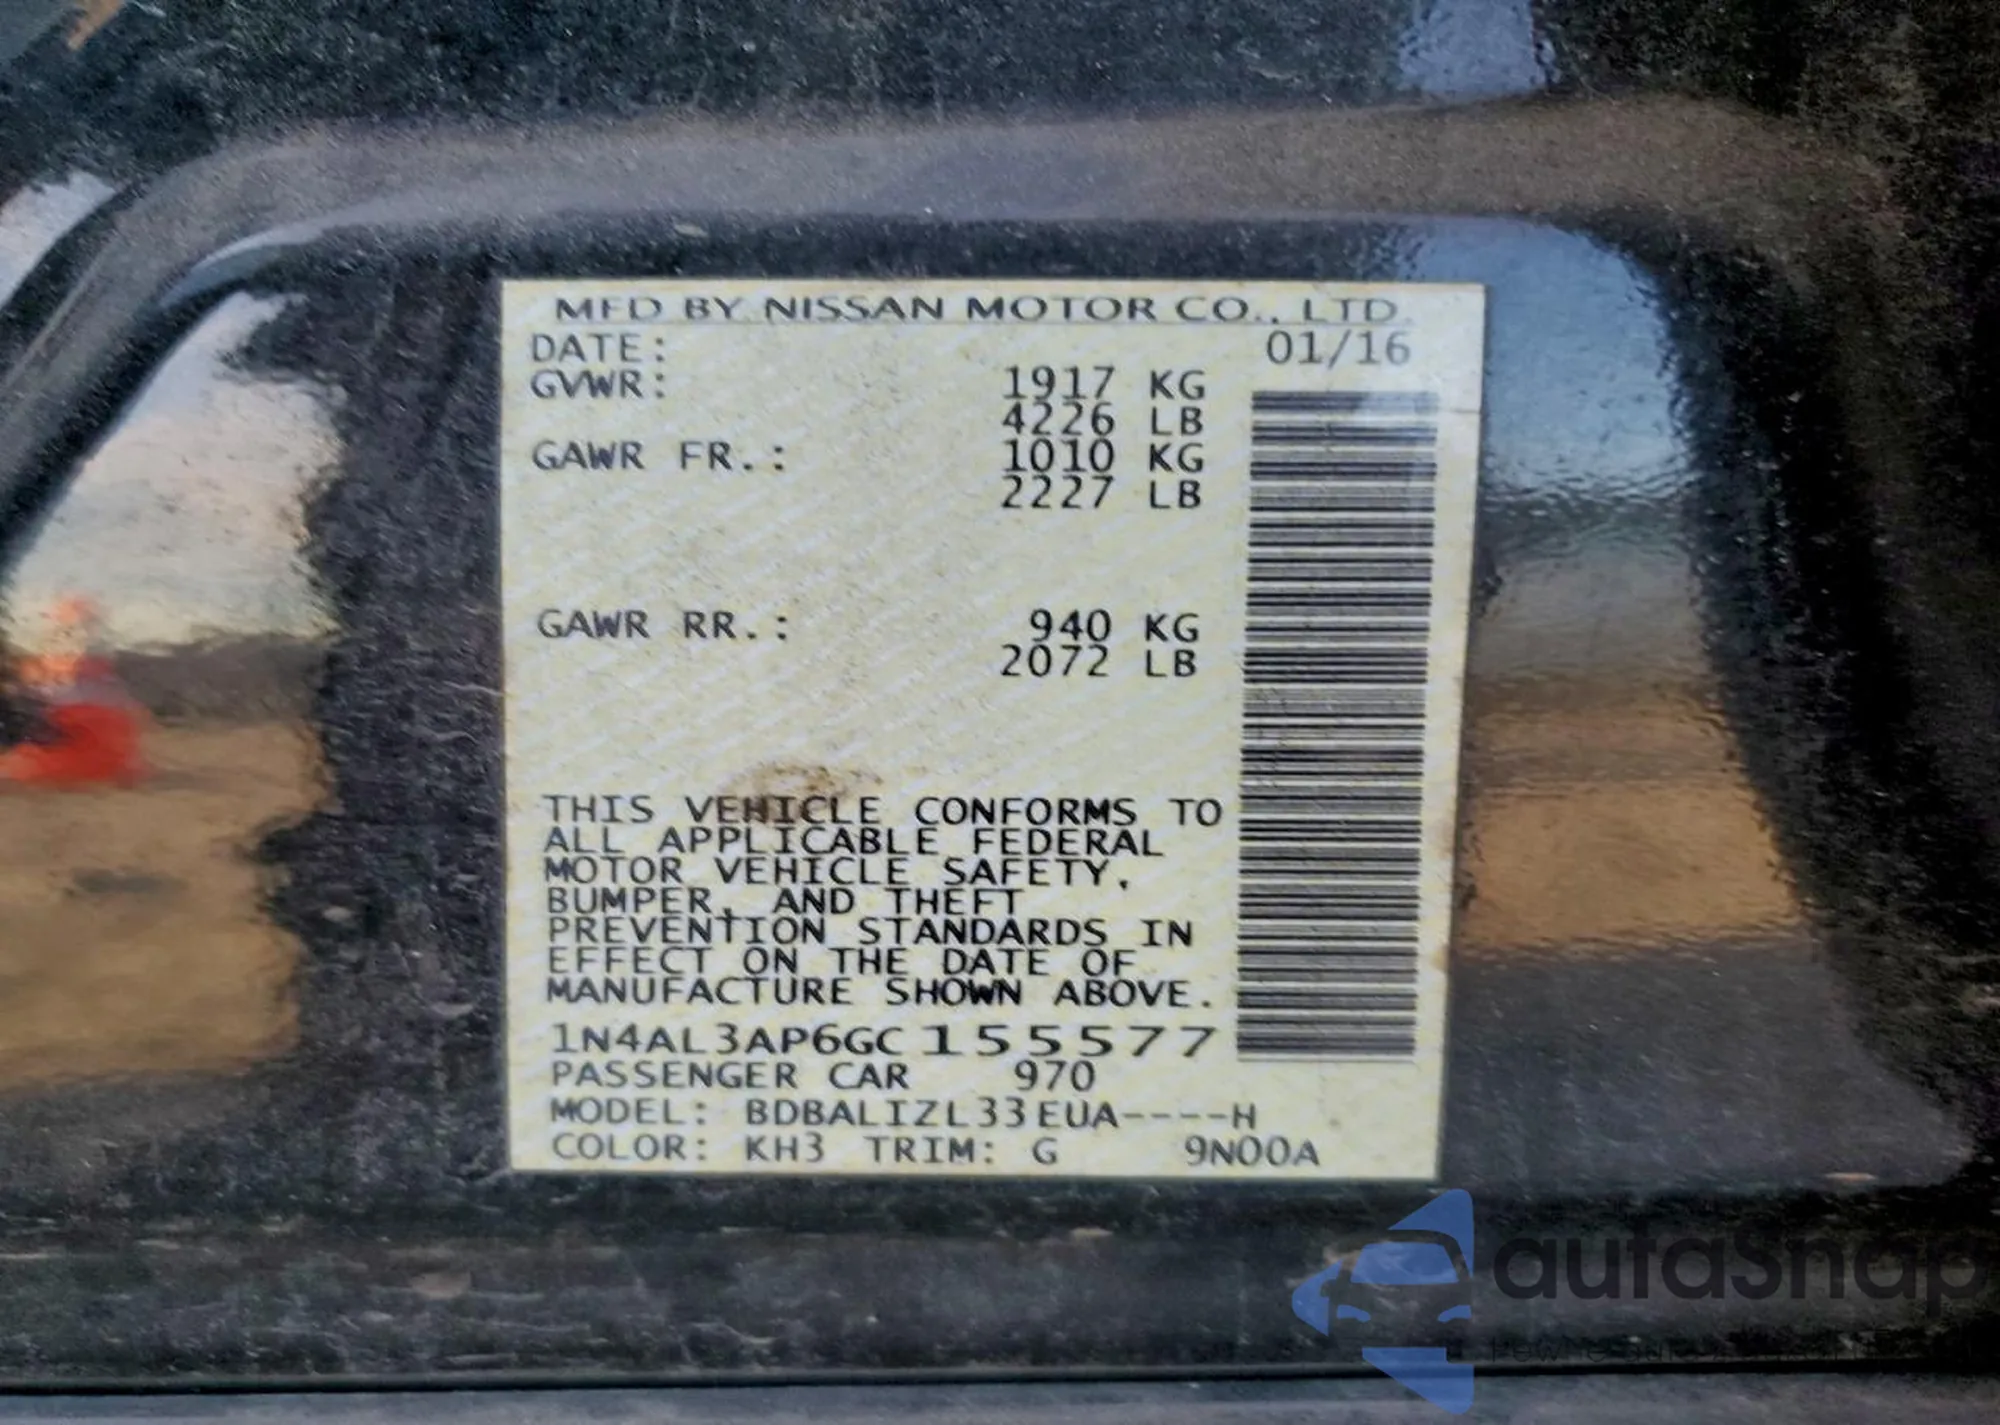 MFD BY NISSAN MOTOR CO., LTD.
DATE: 01/16
GVWR: 1917 KG
4226 LB
GAWR FR.: 1010 KG
2227 LB
GAWR RR.: 940 KG
2072 LB
THIS VEHICLE CONFORMS TO
ALL APPLICABLE FEDERAL
MOTOR VEHICLE SAFETY,
BUMPER, AND THEFT
PREVENTION STANDARDS IN
EFFECT ON THE DATE OF
MANUFACTURE SHOWN ABOVE.
1N4AL3AP6GC155577
PASSENGER CAR 970
MODEL: BDBALIZL33EUA----H
COLOR: KH3 TRIM: G 9N00A
autaSnap